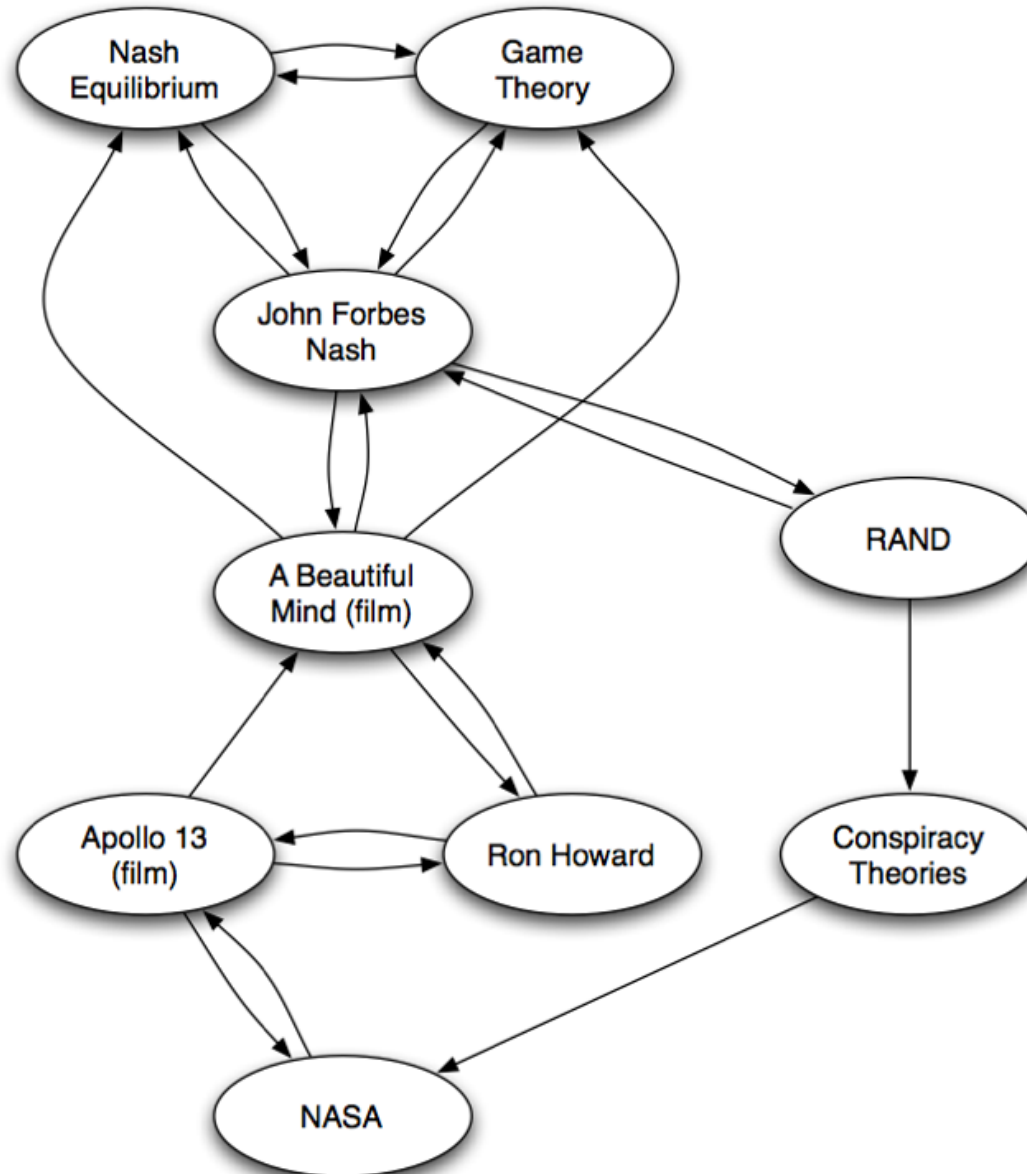 Nash
Equilibrium
Game
Theory
John Forbes
Nash
RAND
A Beautiful
Mind (film)
Apollo 13
(film)
Ron Howard
Conspiracy
Theories
NASA